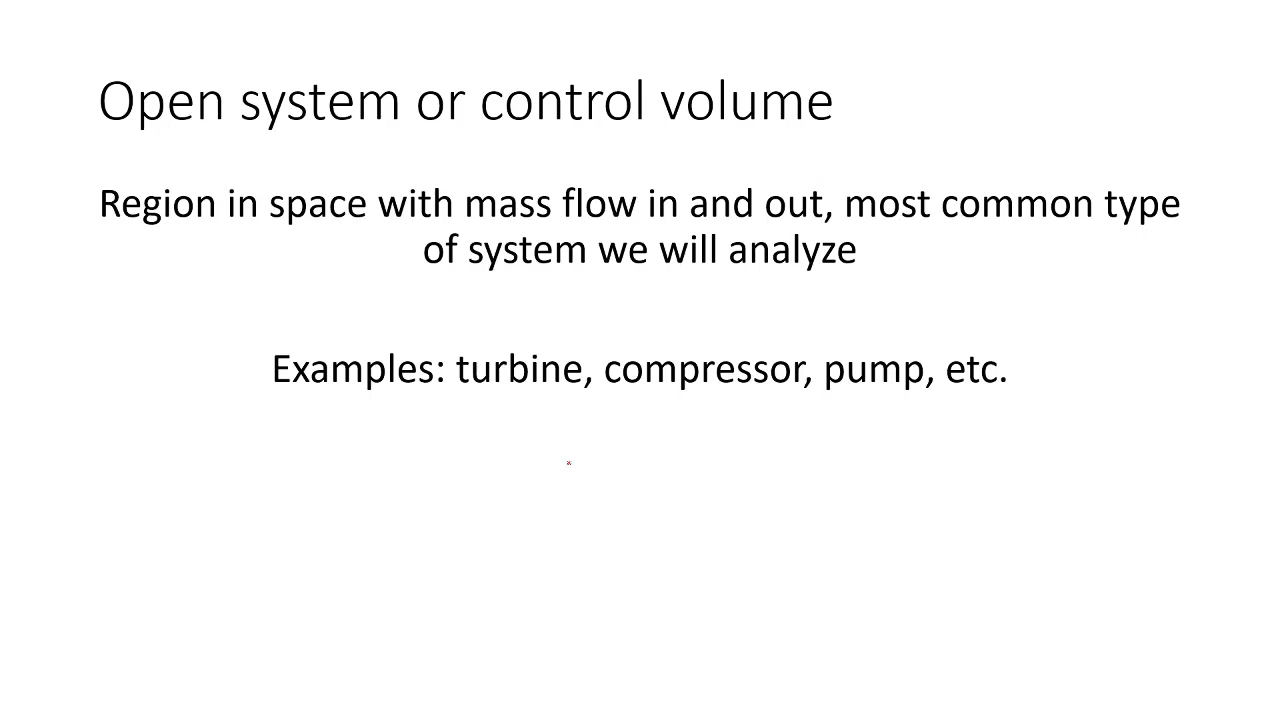 Open system or control volume
Region in space with mass flow in and out, most common type
of system we will analyze
Examples: turbine, compressor, pump, etc.